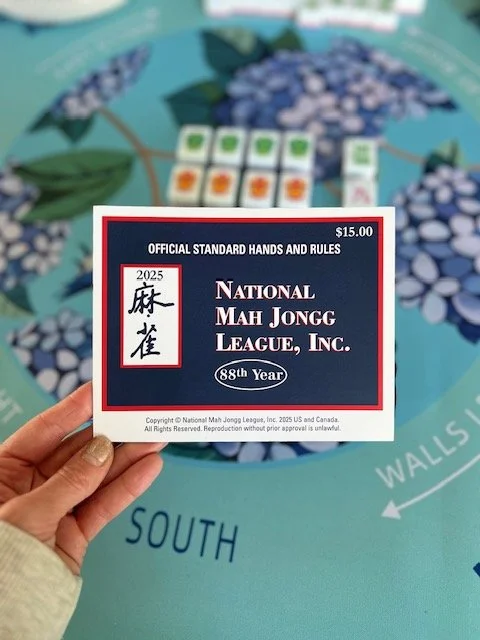 $15.00
OFFICIAL STANDARD HANDS AND RULES
2025
麻
雀
NATIONAL
MAH JONGG
LEAGUE, INC.
88th Year
Copyright © National Mah Jongg League, Inc. 2025 US and Canada.
All Rights Reserved. Reproduction without prior approval is unlawful.
WALLS
SOUTH